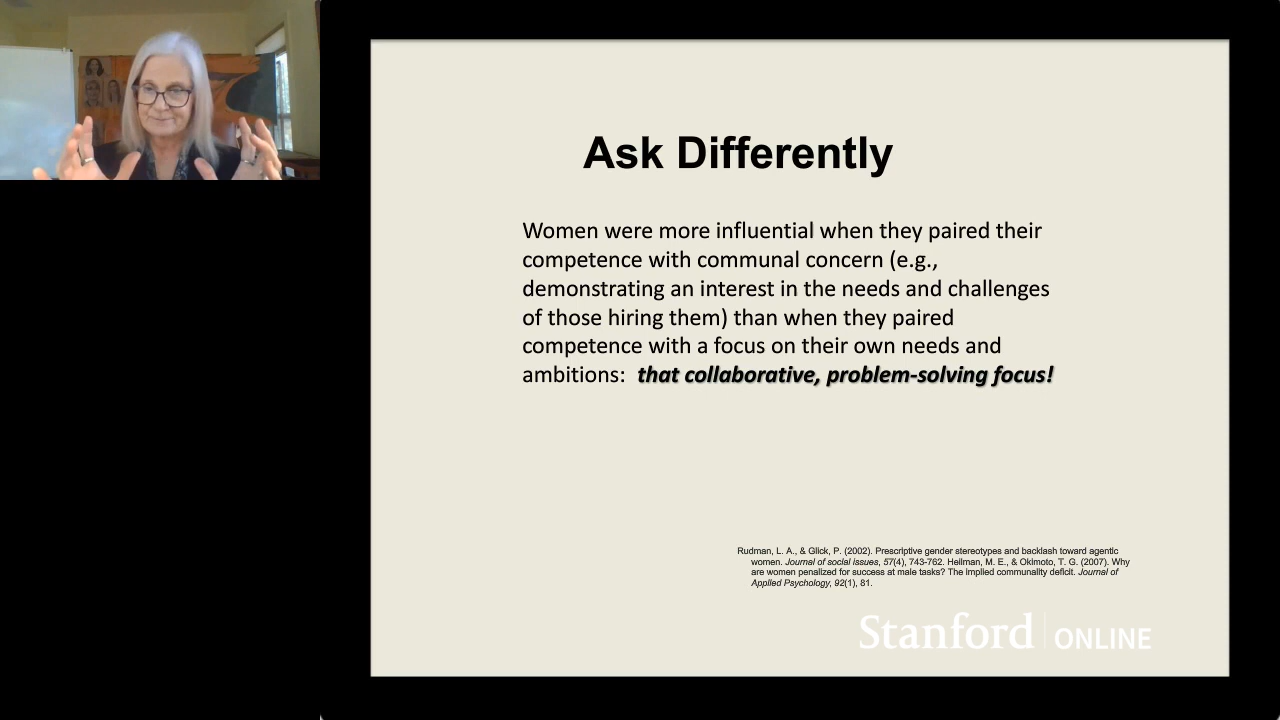 Ask Differently
Women were more influential when they paired their
competence with communal concern (e.g.,
demonstrating an interest in the needs and challenges
of those hiring them) than when they paired
competence with a focus on their own needs and
ambitions:  that collaborative, problem-solving focus!
Rudman, L. A., & Glick, P. (2002). Prescriptive gender stereotypes and backlash toward agentic
women. Journal of social issues, 57(4), 743-762. Heilman, M. E., & Okimoto, T. G. (2007). Why
are women penalized for success at male tasks? The implied communality deficit. Journal of
Applied Psychology, 92(1), 81.
Stanford | ONLINE